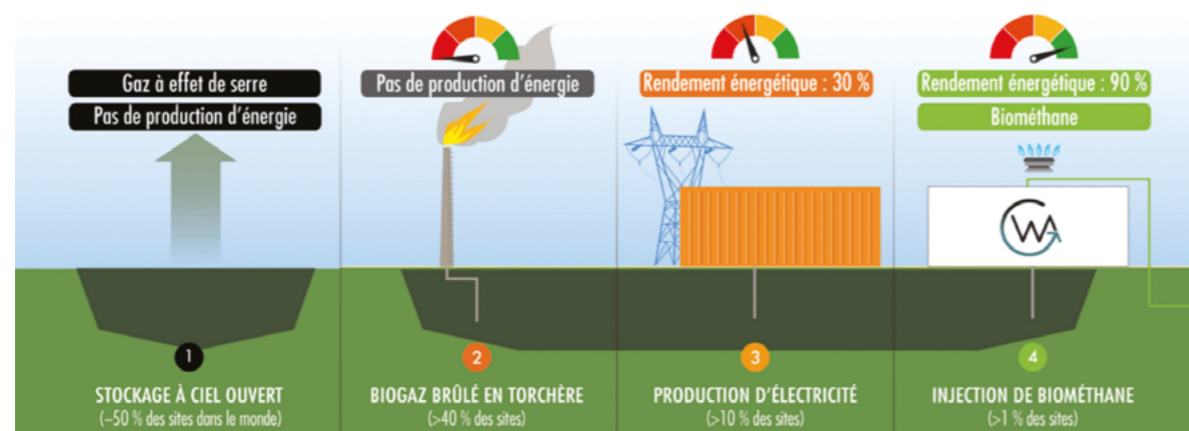 Gaz à effet de serre
Pas de production d'énergie
1
STOCKAGE À CIEL OUVERT
(~50 % des sites dans le monde)
Pas de production d'énergie
2
BIOGAZ BRÛLÉ EN TORCHÈRE
(>40 % des sites)
Rendement énergétique : 30 %
3
PRODUCTION D'ÉLECTRICITÉ
(>10 % des sites)
Rendement énergétique : 90 %
Biométhane
WA
4
INJECTION DE BIOMÉTHANE
(>1 % des sites)